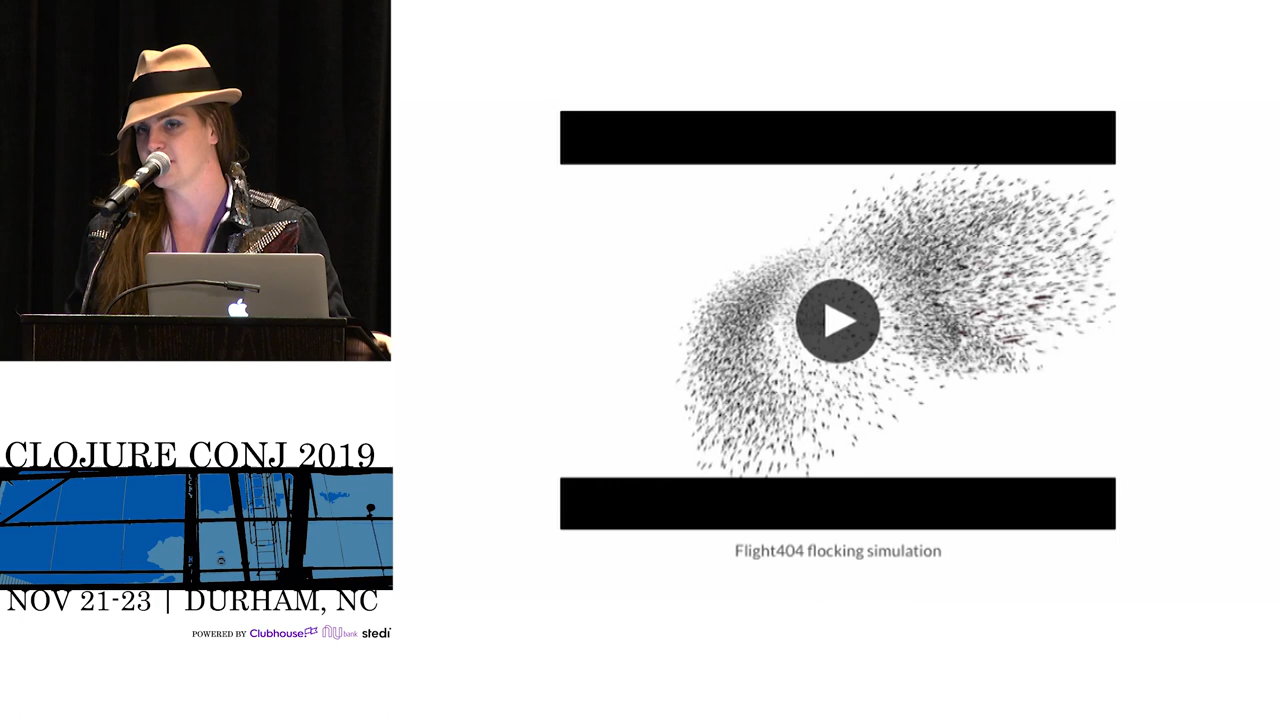 CLOJURE CONJ 2019
NOV 21-23 | DURHAM, NC
POWERED BY Clubhouse nu bank stedi
Flight404 flocking simulation